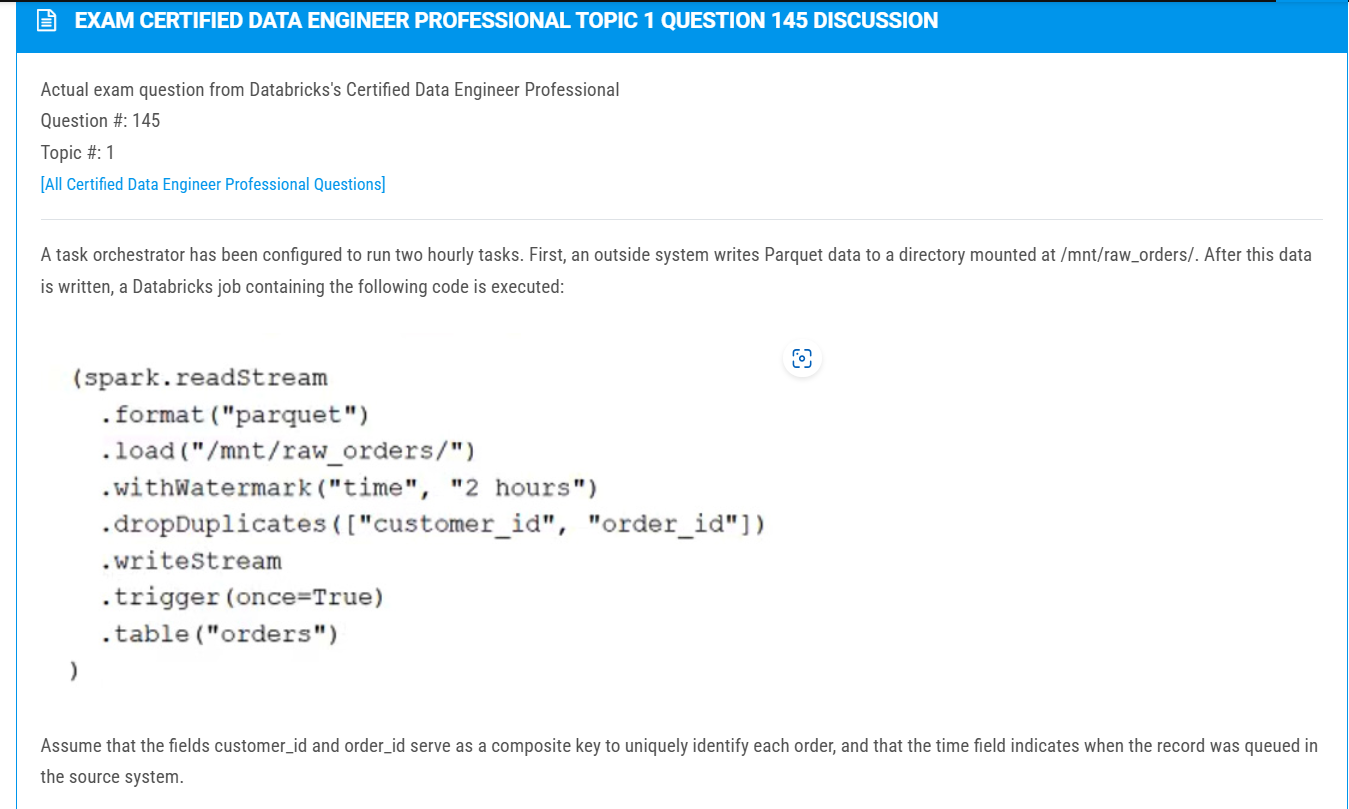 EXAM CERTIFIED DATA ENGINEER PROFESSIONAL TOPIC 1 QUESTION 145 DISCUSSION
Actual exam question from Databricks's Certified Data Engineer Professional
Question #: 145
Topic #: 1
[All Certified Data Engineer Professional Questions]
A task orchestrator has been configured to run two hourly tasks. First, an outside system writes Parquet data to a directory mounted at /mnt/raw_orders/. After this data
is written, a Databricks job containing the following code is executed:
(spark.readStream
.format("parquet")
.load("/mnt/raw_orders/")
.withWatermark("time", "2 hours")
.dropDuplicates(["customer_id", "order_id"])
.writeStream
.trigger(once=True)
.table("orders")
)
Assume that the fields customer_id and order_id serve as a composite key to uniquely identify each order, and that the time field indicates when the record was queued in
the source system.